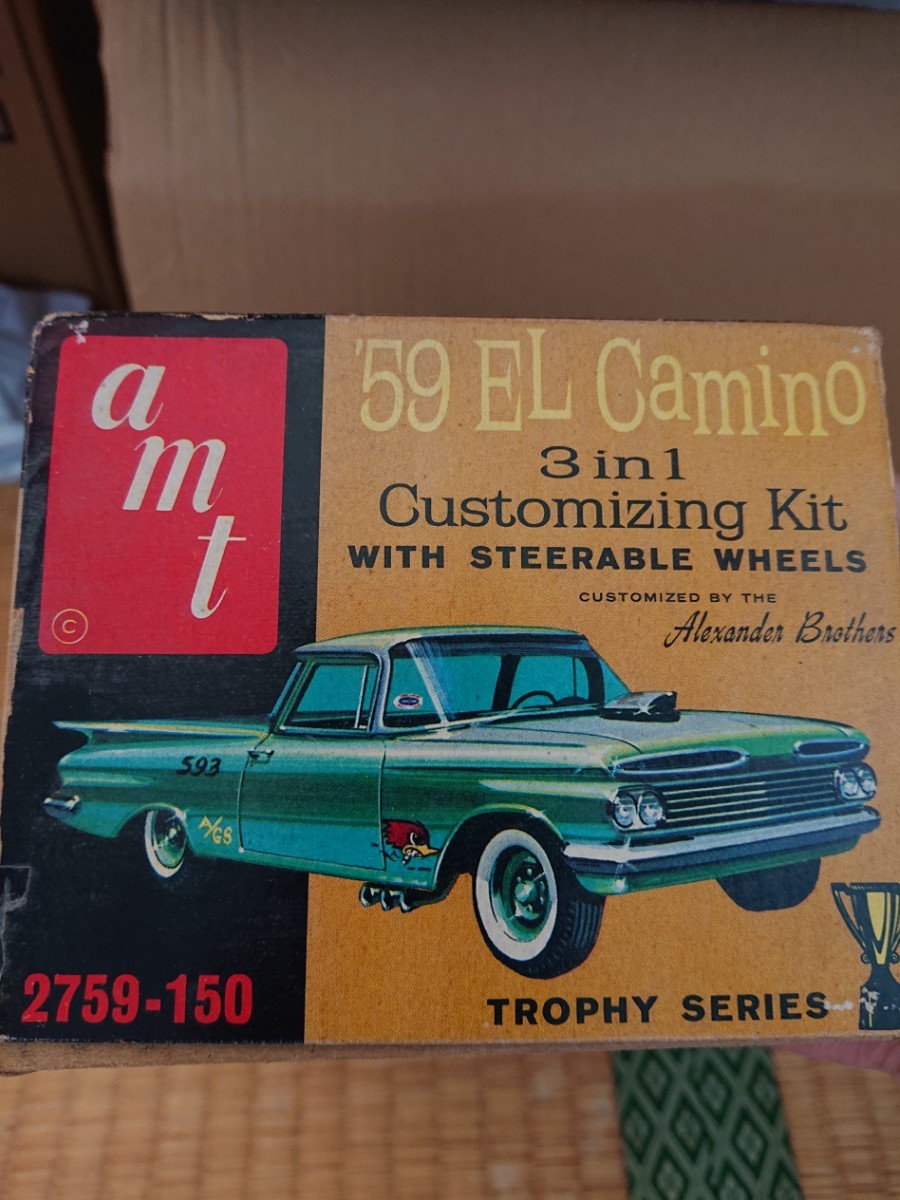 amt
©
'59 EL Camino
3 in 1
Customizing Kit
WITH STEERABLE WHEELS
CUSTOMIZED BY THE
Alexander Brothers
593
A/GS
2759-150
TROPHY SERIES